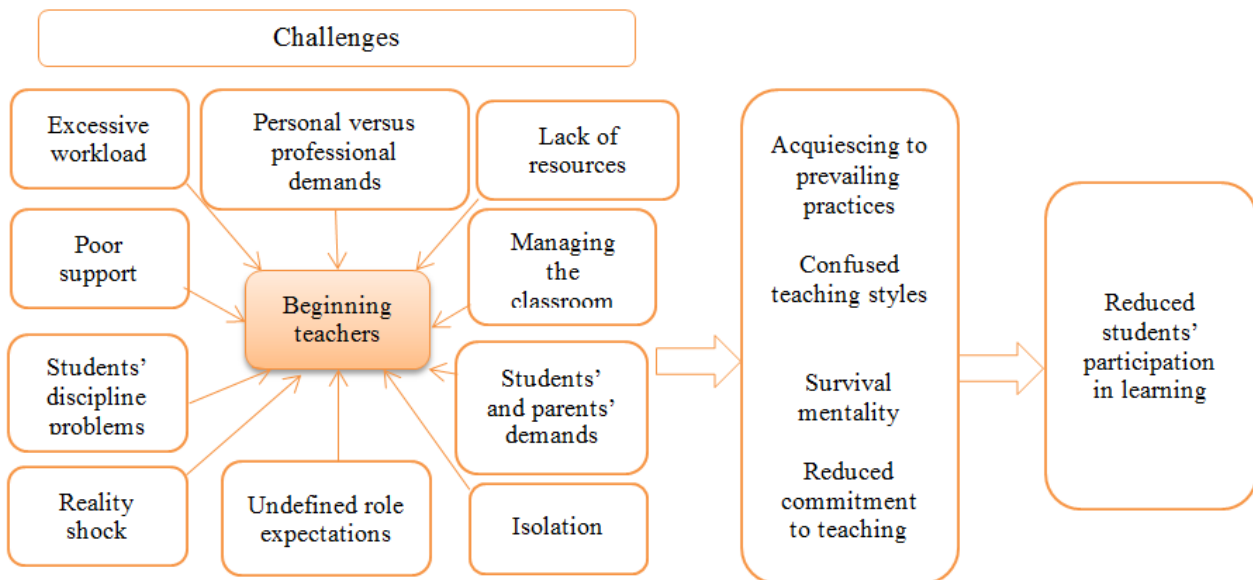 Challenges
Excessive
workload
Personal versus
professional
demands
Lack of
resources
Poor
support
Managing
the
classroom
Beginning
teachers
Students’
discipline
problems
Students’
and parents’
demands
Reality
shock
Undefined role
expectations
Isolation
Acquiescing to
prevailing
practices
Confused
teaching styles
Survival
mentality
Reduced
commitment
to teaching
Reduced
students’
participation
in learning